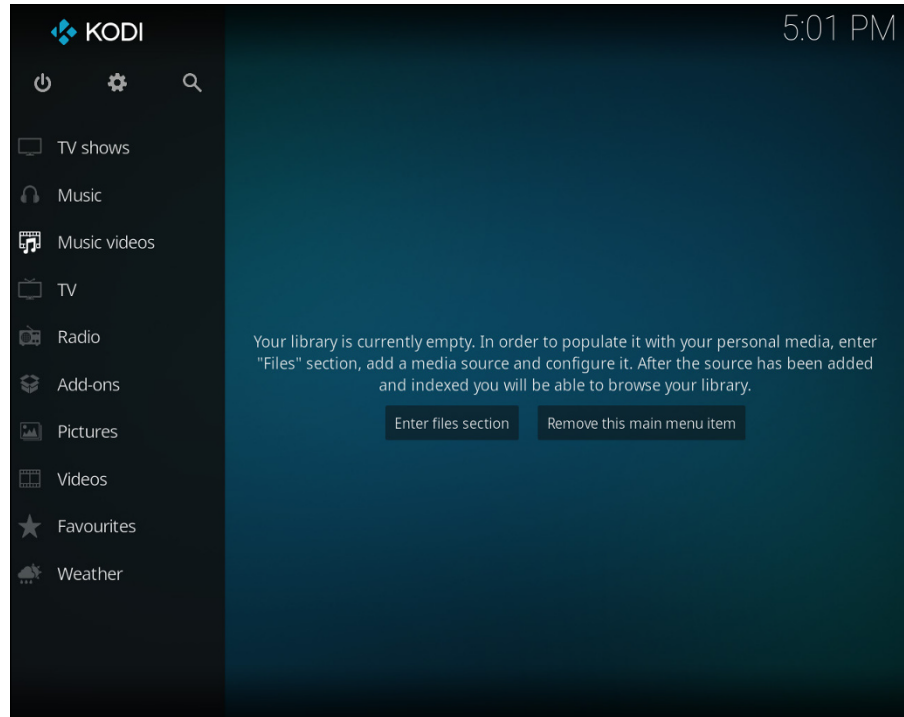 KODI
5:01 PM
TV shows
Music
Music videos
TV
Radio
Add-ons
Pictures
Videos
Favourites
Weather
Your library is currently empty. In order to populate it with your personal media, enter
"Files" section, add a media source and configure it. After the source has been added
and indexed you will be able to browse your library.
Enter files section
Remove this main menu item